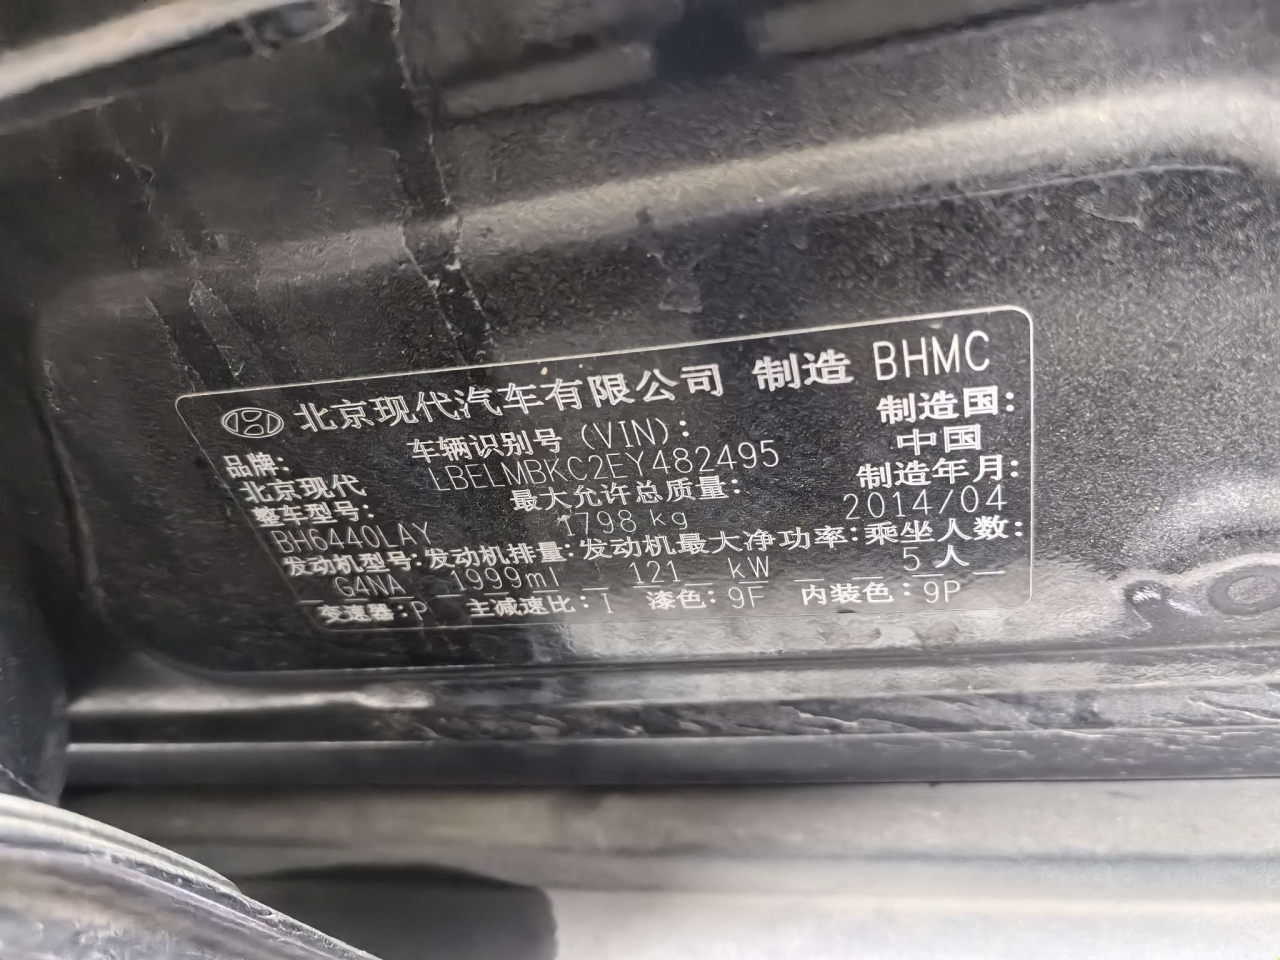 北京现代汽车有限公司 制造 BHMC
品牌: 车辆识别号 (VIN): 制造国:
北京现代 LBELMBKC2EY482495 中国
整车型号: 最大允许总质量: 制造年月:
BH6440LAY 1798 kg 2014/04
发动机型号: 发动机排量: 发动机最大净功率: 乘坐人数:
G4NA 1999ml 121 kW 5 人
变速器: P 主减速比: I 漆色: 9F 内装色: 9P